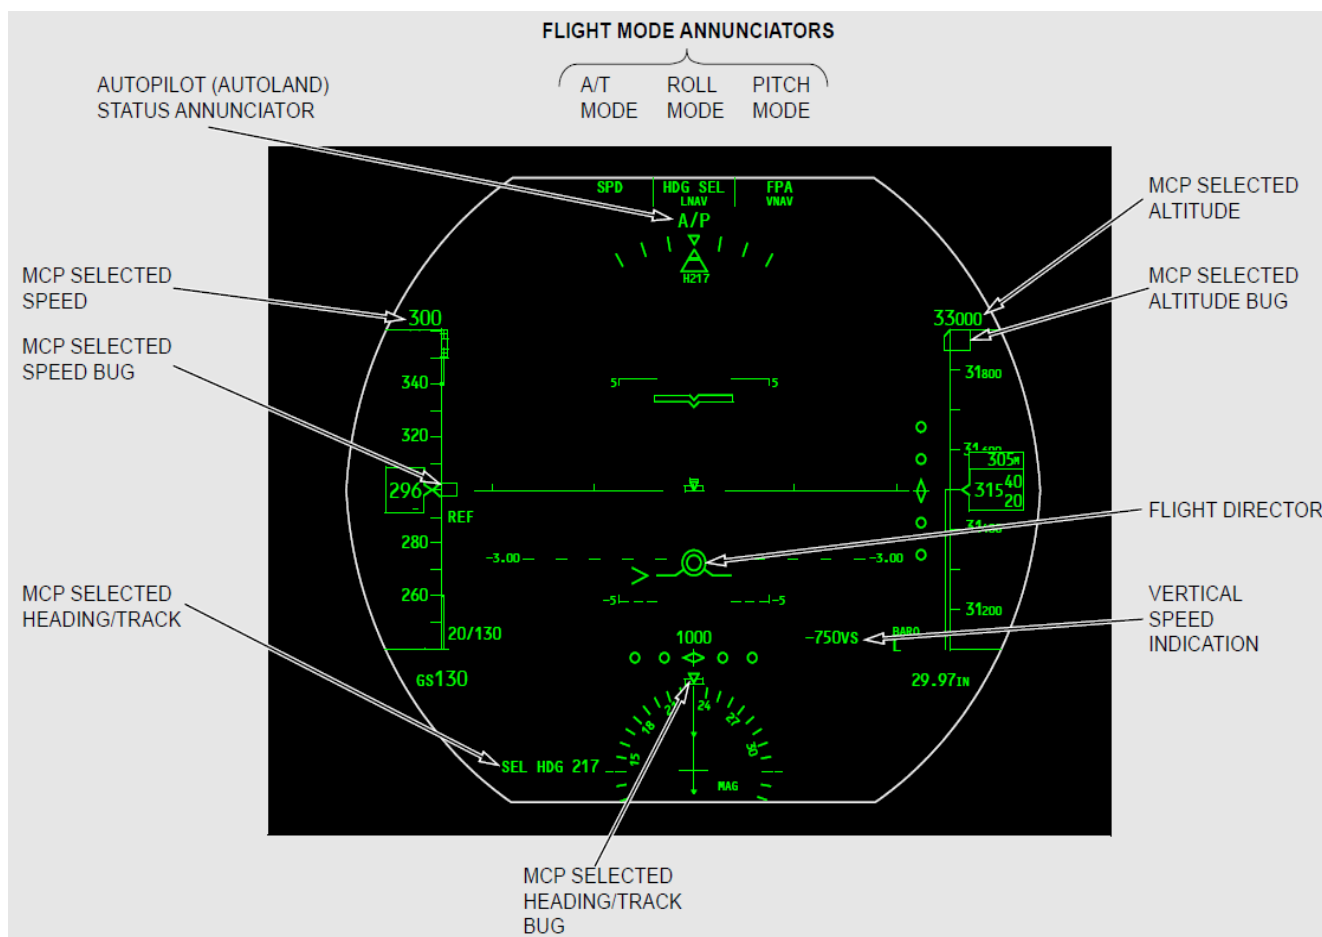 FLIGHT MODE ANNUNCIATORS
AUTOPILOT (AUTOLAND)
STATUS ANNUNCIATOR
A/T
MODE
ROLL
MODE
PITCH
MODE
SPD
HDG SEL
LNAV
FPA
VNAV
A/P
H217
MCP SELECTED
ALTITUDE
MCP SELECTED
SPEED
MCP SELECTED
ALTITUDE BUG
300
33000
MCP SELECTED
SPEED BUG
340
320
296
REF
280
260
20/130
GS130
5
5
31800
305M
315
40
20
31200
-3.00
-3.00
-5
-5
FLIGHT DIRECTOR
MCP SELECTED
HEADING/TRACK
VERTICAL
SPEED
INDICATION
1000
-750VS
BARO
L
29.97IN
15
18
24
27
30
SEL HDG 217
MAG
MCP SELECTED
HEADING/TRACK
BUG